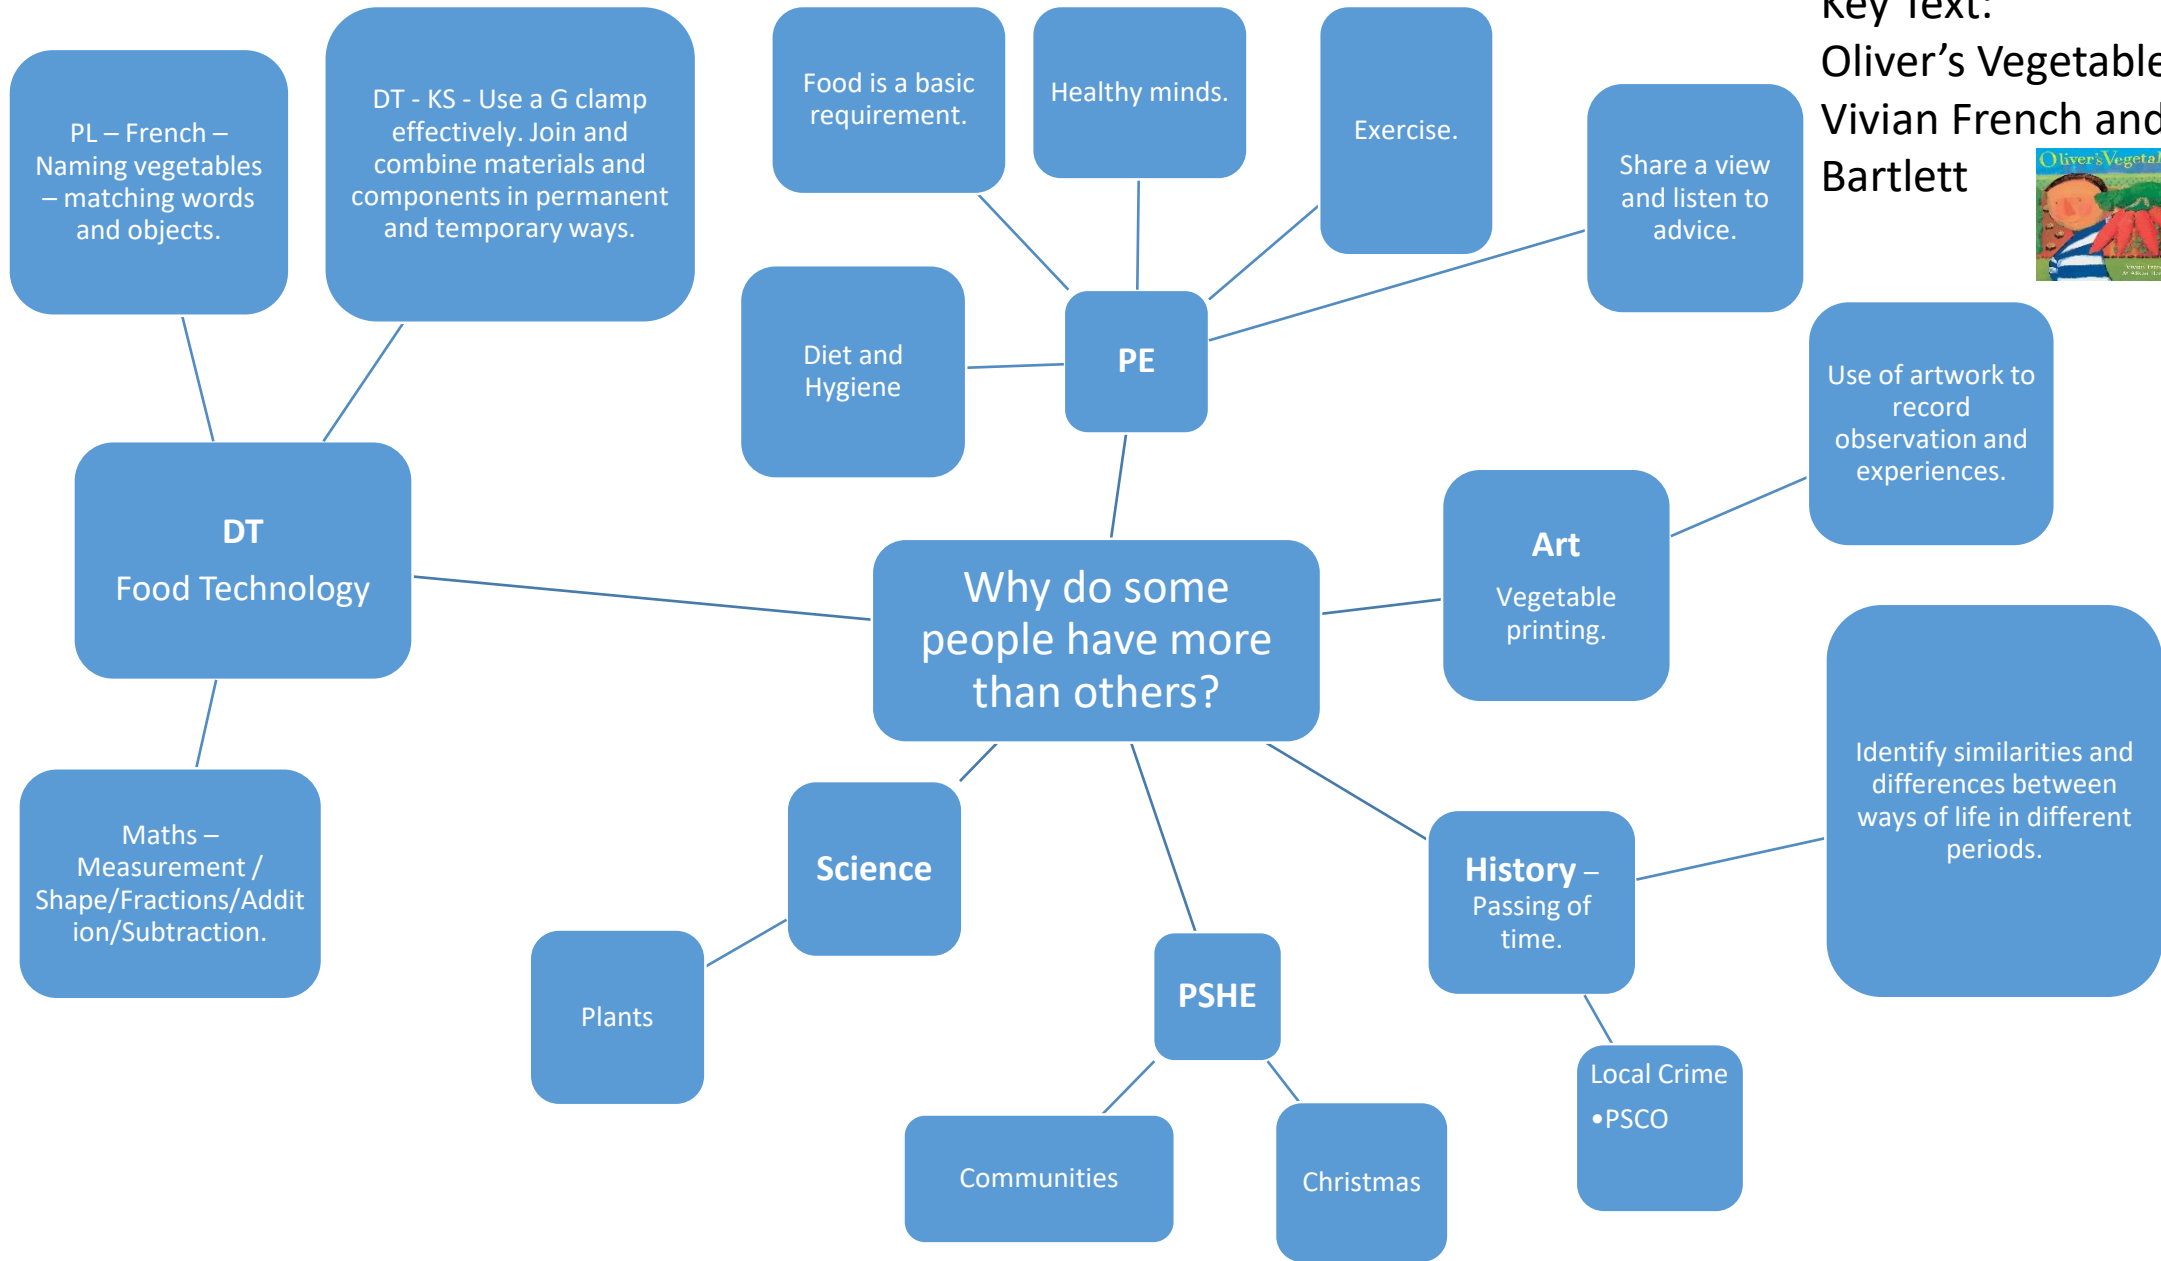 Key Text:
Oliver's Vegetable
Vivian French and
Bartlett
Oliver's Vegeta
PL – French –
Naming vegetables
– matching words
and objects.
DT - KS - Use a G clamp
effectively. Join and
combine materials and
components in permanent
and temporary ways.
Food is a basic
requirement.
Healthy minds.
Exercise.
Share a view
and listen to
advice.
Diet and
Hygiene
PE
Use of artwork to
record
observation and
experiences.
DT
Food Technology
Why do some
people have more
than others?
Art
Vegetable
printing.
Identify similarities and
differences between
ways of life in different
periods.
Maths –
Measurement /
Shape/Fractions/Addit
ion/Subtraction.
Science
History –
Passing of
time.
Plants
PSHE
Local Crime
•PSCO
Communities
Christmas